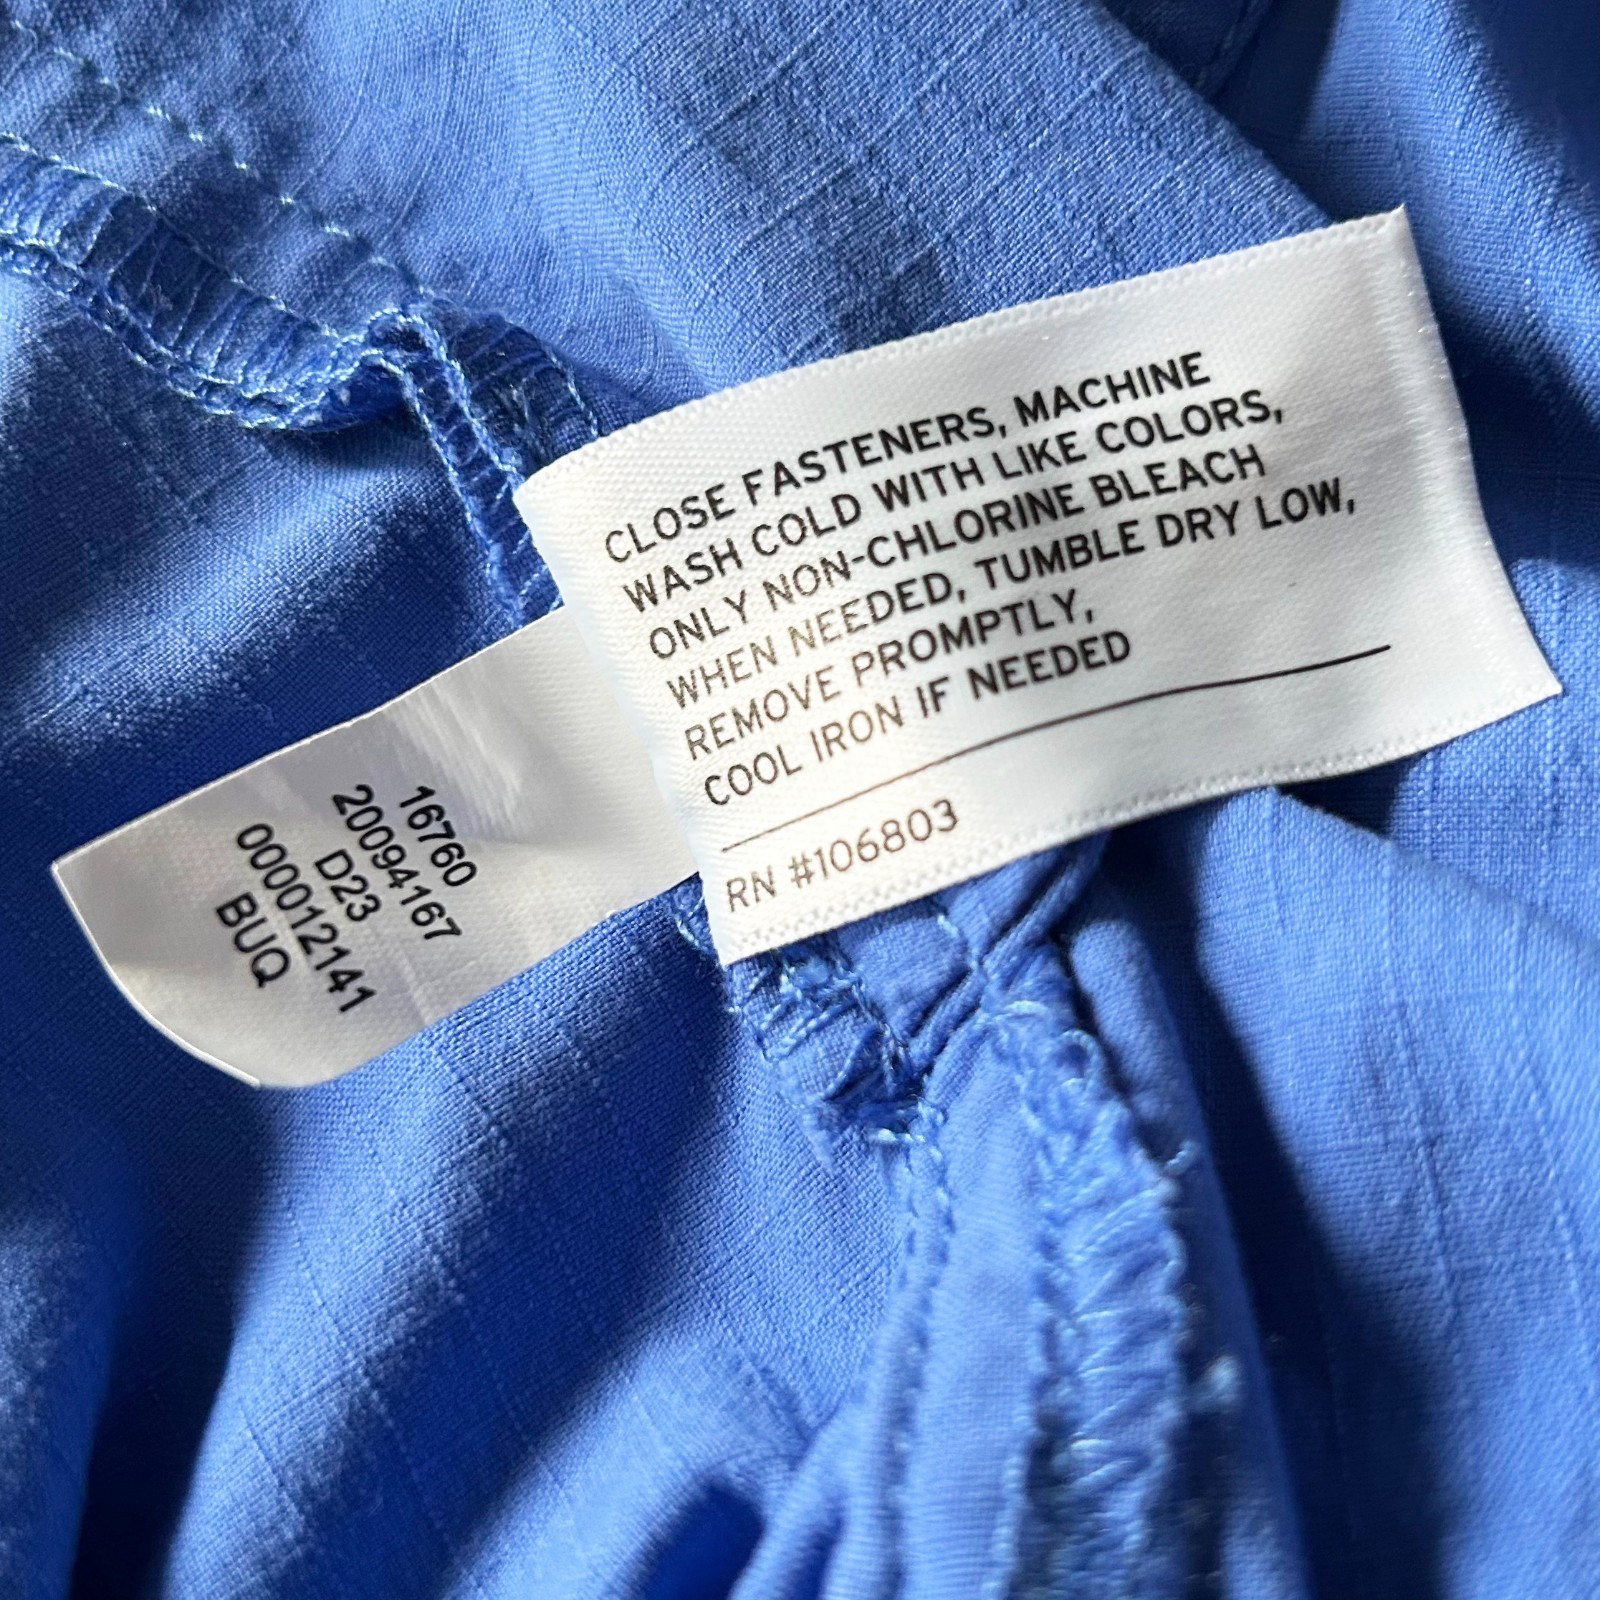 CLOSE FASTENERS, MACHINE
WASH COLD WITH LIKE COLORS,
ONLY NON-CHLORINE BLEACH
WHEN NEEDED, TUMBLE DRY LOW,
REMOVE PROMPTLY,
COOL IRON IF NEEDED
RN #106803
16760
20094167
D23
000012141
BUQ